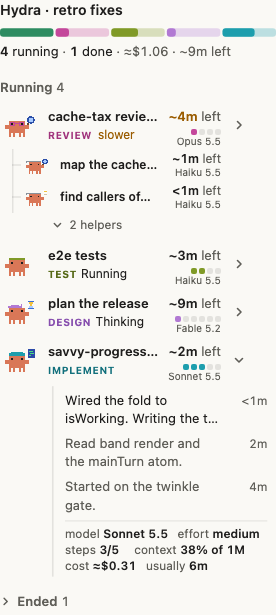 Hydra · retro fixes
4 running · 1 done · ≈$1.06 · ~9m left
Running 4
cache-tax revie... ~4m left
REVIEW slower Opus 5.5
map the cache... ~1m left
Haiku 5.5
find callers of... <1m left
Haiku 5.5
2 helpers
e2e tests ~3m left
TEST Running Haiku 5.5
plan the release ~9m left
DESIGN Thinking Fable 5.2
savvy-progress... ~2m left
IMPLEMENT Sonnet 5.5
Wired the fold to <1m
isWorking. Writing the t...
Read band render and 2m
the mainTurn atom.
Started on the twinkle 4m
gate.
model Sonnet 5.5 effort medium
steps 3/5 context 38% of 1M
cost ≈$0.31 usually 6m
Ended 1